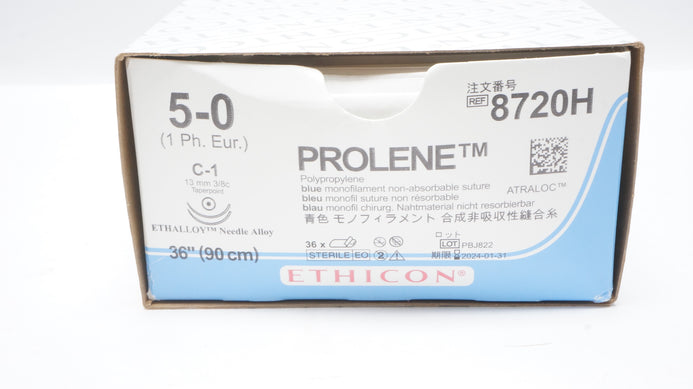 5-0
(1 Ph. Eur.)
C-1
13 mm 3/8c
Taperpoint
ETHALLOY™ Needle Alloy
36" (90 cm)
注文番号
REF 8720H
PROLENE™
Polypropylene
blue monofilament non-absorbable suture
bleu monofil suture non résorbable
blau monofil chirurg. Nahtmaterial nicht resorbierbar
青色 モノフィラメント 合成非吸収性縫合糸
ATRALOC™
36 x
STERILE EO 2
ロット
LOT PBJ822
期限 2024-01-31
ETHICON®